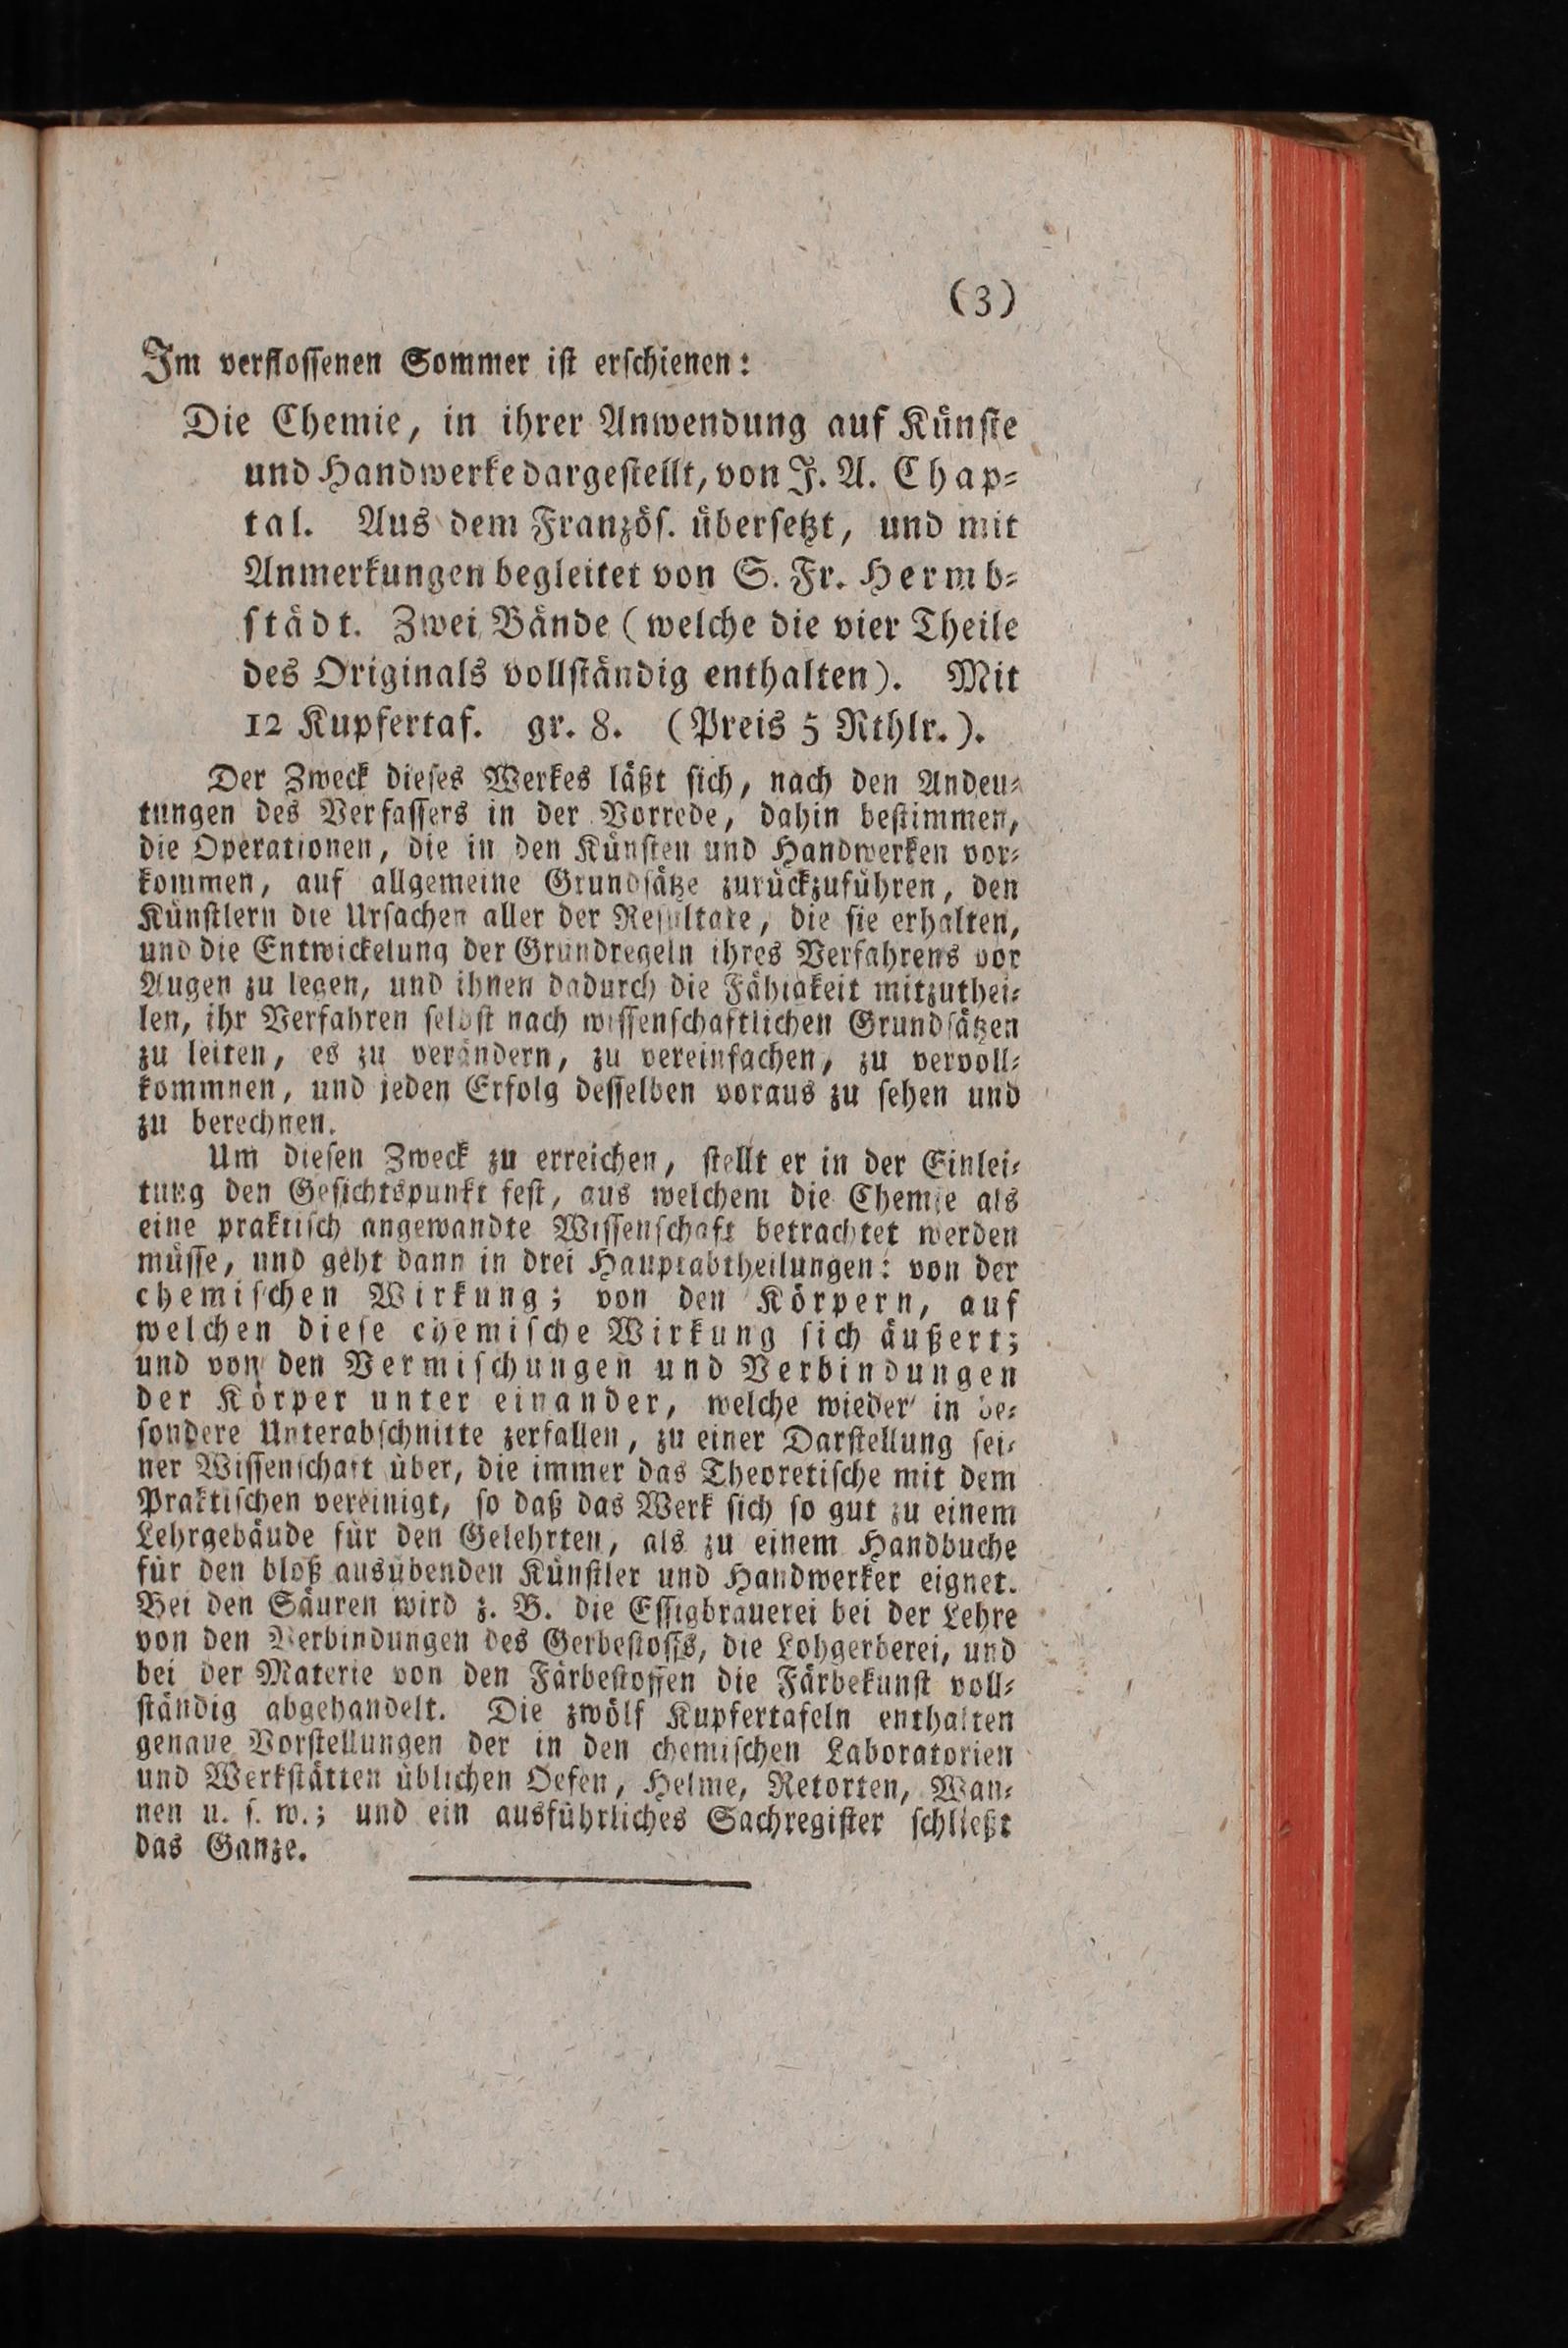 (3)
Im verfloſſenen Sommer iſt erſchienen:
Die Chemie, in ihrer Anwendung auf Künſte
und Handwerke dargeſtellt, von J. A. Chap⸗
tal. Aus dem Franzöſ. überſetzt, und mit
Anmerkungen begleitet von S. Fr. Hermb⸗
ſtädt. Zwei Bände (welche die vier Theile
des Originals vollſtändig enthalten). Mit
12 Kupfertaf. gr. 8. (Preis 5 Rthlr.).
Der Zweck dieſes Werkes läßt ſich, nach den Andeu⸗
tungen des Verfaſſers in der Vorrede, dahin beſtimmen,
die Operationen, die in den Künſten und Handwerken vor⸗
kommen, auf allgemeine Grundſätze zurückzuführen, den
Künſtlern die Urſachen aller der Reſultate, die ſie erhalten,
und die Entwickelung der Grundregeln ihres Verfahrens vor
Augen zu legen, und ihnen dadurch die Fähigkeit mitzuthei⸗
len, ihr Verfahren ſelbſt nach wiſſenſchaftlichen Grundſätzen
zu leiten, es zu verändern, zu vereinfachen, zu vervoll⸗
kommnen, und jeden Erfolg deſſelben voraus zu ſehen und
zu berechnen.
Um dieſen Zweck zu erreichen, ſtellt er in der Einlei⸗
tung den Geſichtspunkt feſt, aus welchem die Chemie als
eine praktiſch angewandte Wiſſenſchaft betrachtet werden
müſſe, und geht dann in drei Hauptabtheilungen: von der
chemiſchen Wirkung; von den Körpern, auf
welchen dieſe chemiſche Wirkung ſich äußert;
und von den Vermiſchungen und Verbindungen
der Körper unter einander, welche wieder in be⸗
ſondere Unterabſchnitte zerfallen, zu einer Darſtellung ſei⸗
ner Wiſſenſchaft über, die immer das Theoretiſche mit dem
Praktiſchen vereinigt, ſo daß das Werk ſich ſo gut zu einem
Lehrgebäude für den Gelehrten, als zu einem Handbuche
für den bloß ausübenden Künſtler und Handwerker eignet.
Bei den Säuren wird z. B. die Eſſigbrauerei bei der Lehre
von den Verbindungen des Gerbeſtoffs, die Lohgerberei, und
bei der Materie von den Färbeſtoffen die Färbekunſt voll⸗
ſtändig abgehandelt. Die zwölf Kupfertafeln enthalten
genaue Vorſtellungen der in den chemiſchen Laboratorien
und Werkſtätten üblichen Oefen, Helme, Retorten, Wan⸗
nen u. ſ. w.; und ein ausführliches Sachregiſter ſchließt
das Ganze.